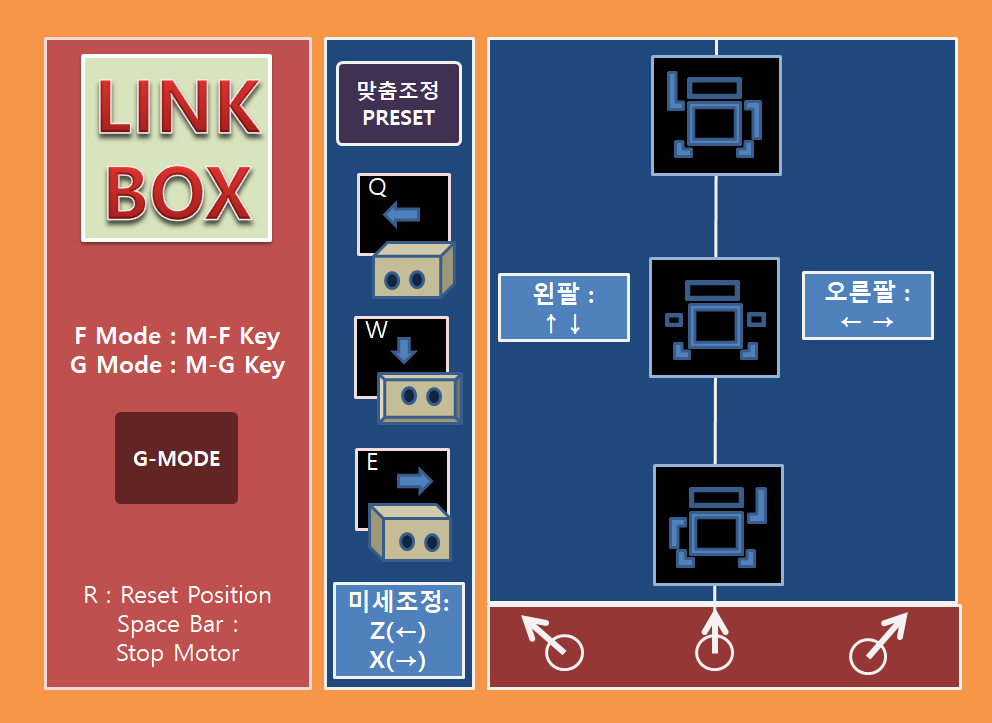 LINK
BOX
F Mode : M-F Key
G Mode : M-G Key
G-MODE
R : Reset Position
Space Bar :
Stop Motor
맞춤조정
PRESET
Q
W
E
미세조정:
Z(←)
X(→)
왼팔 :
↑ ↓
오른팔 :
← →